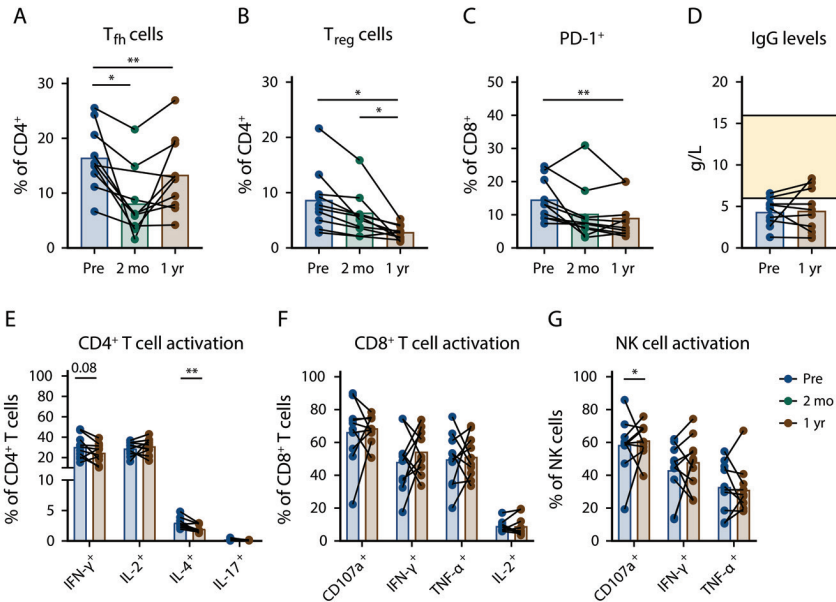 A
T_fh cells
% of CD4⁺
30
20
10
0
**
*
Pre
2 mo
1 yr
B
T_reg cells
% of CD4⁺
30
20
10
0
*
*
Pre
2 mo
1 yr
C
PD-1⁺
% of CD8⁺
50
40
30
20
10
0
**
Pre
2 mo
1 yr
D
IgG levels
g/L
20
15
10
5
0
Pre
1 yr
E
CD4⁺ T cell activation
% of CD4⁺ T cells
100
80
60
40
20
10
5
0
0.08
**
IFN-γ⁺
IL-2⁺
IL-4⁺
IL-17⁺
F
CD8⁺ T cell activation
% of CD8⁺ T cells
100
80
60
40
20
0
CD107a⁺
IFN-γ⁺
TNF-α⁺
IL-2⁺
G
NK cell activation
% of NK cells
100
80
60
40
20
0
*
CD107a⁺
IFN-γ⁺
TNF-α⁺
Pre
2 mo
1 yr